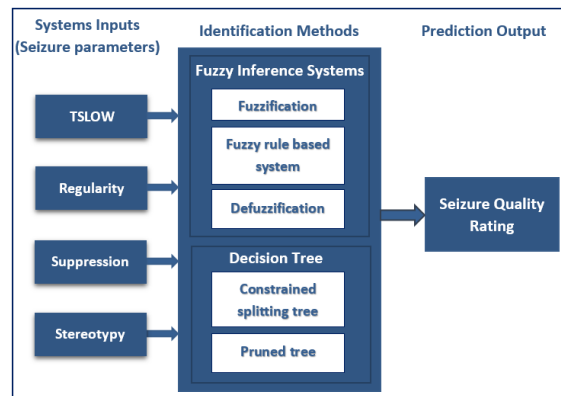 Systems Inputs
(Seizure parameters)
TSLOW
Regularity
Suppression
Stereotypy
Identification Methods
Fuzzy Inference Systems
Fuzzification
Fuzzy rule based
system
Defuzzification
Decision Tree
Constrained
splitting tree
Pruned tree
Prediction Output
Seizure Quality
Rating